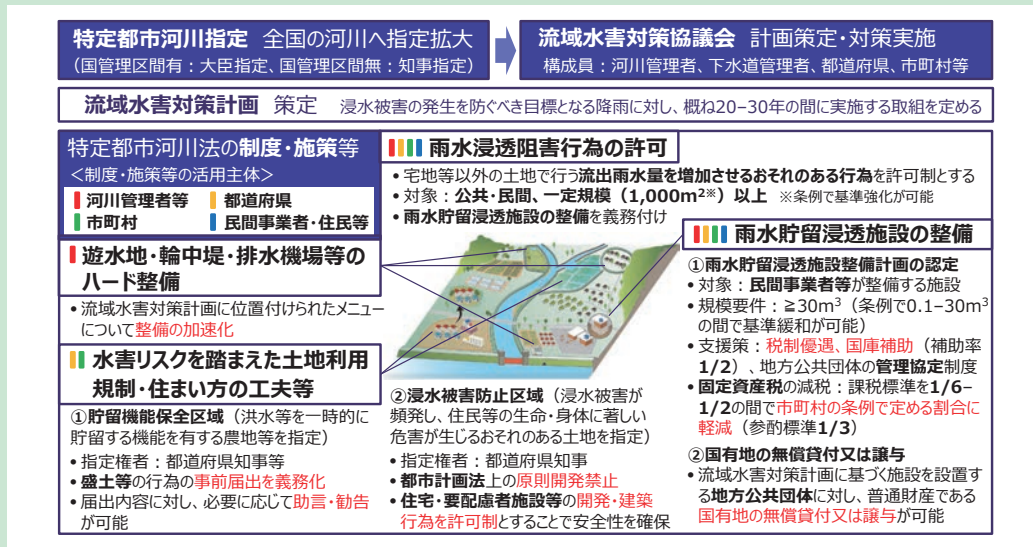 特定都市河川指定 全国の河川へ指定拡大
（国管理区間有：大臣指定、国管理区間無：知事指定）
流域水害対策協議会 計画策定・対策実施
構成員：河川管理者、下水道管理者、都道府県、市町村等
流域水害対策計画 策定 浸水被害の発生を防ぐべき目標となる降雨に対し、概ね20−30年の間に実施する取組を定める
特定都市河川法の制度・施策等
＜制度・施策等の活用主体＞
河川管理者等 都道府県
市町村 民間事業者・住民等
遊水地・輪中堤・排水機場等の
ハード整備
・流域水害対策計画に位置付けられたメニュー
について整備の加速化
水害リスクを踏まえた土地利用
規制・住まい方の工夫等
①貯留機能保全区域（洪水等を一時的に
貯留する機能を有する農地等を指定）
・指定権者：都道府県知事等
・盛土等の行為の事前届出を義務化
・届出内容に対し、必要に応じて助言・勧告
が可能
雨水浸透阻害行為の許可
・宅地等以外の土地で行う流出雨水量を増加させるおそれのある行為を許可制とする
・対象：公共・民間、一定規模（1,000m²※）以上 ※条例で基準強化が可能
・雨水貯留浸透施設の整備を義務付け
②浸水被害防止区域（浸水被害が
頻発し、住民等の生命・身体に著しい
危害が生じるおそれのある土地を指定）
・指定権者：都道府県知事
・都市計画法上の原則開発禁止
・住宅・要配慮者施設等の開発・建築
行為を許可制とすることで安全性を確保
雨水貯留浸透施設の整備
①雨水貯留浸透施設整備計画の認定
・対象：民間事業者等が整備する施設
・規模要件：≧30m³（条例で0.1−30m³
の間で基準緩和が可能）
・支援策：税制優遇、国庫補助（補助率
1/2）、地方公共団体の管理協定制度
・固定資産税の減税：課税標準を1/6−
1/2の間で市町村の条例で定める割合に
軽減（参酌標準1/3）
②国有地の無償貸付又は譲与
・流域水害対策計画に基づく施設を設置す
る地方公共団体に対し、普通財産である
国有地の無償貸付又は譲与が可能